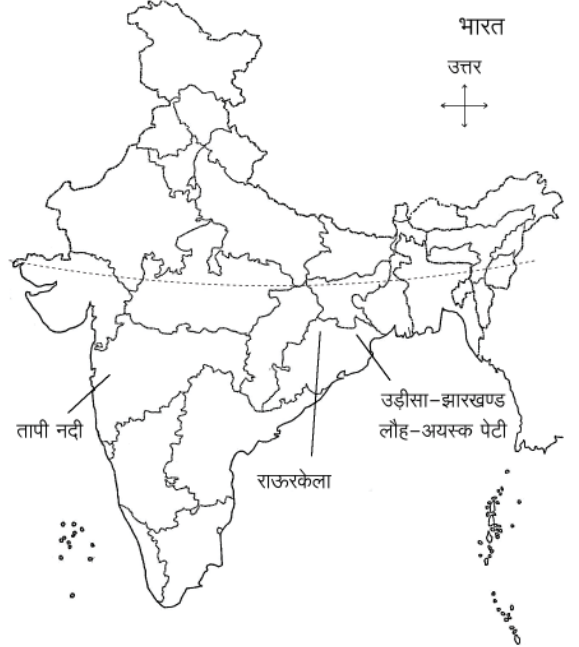 भारत
उत्तर
तापी नदी
उड़ीसा-झारखण्ड
लौह-अयस्क पेटी
राऊरकेला